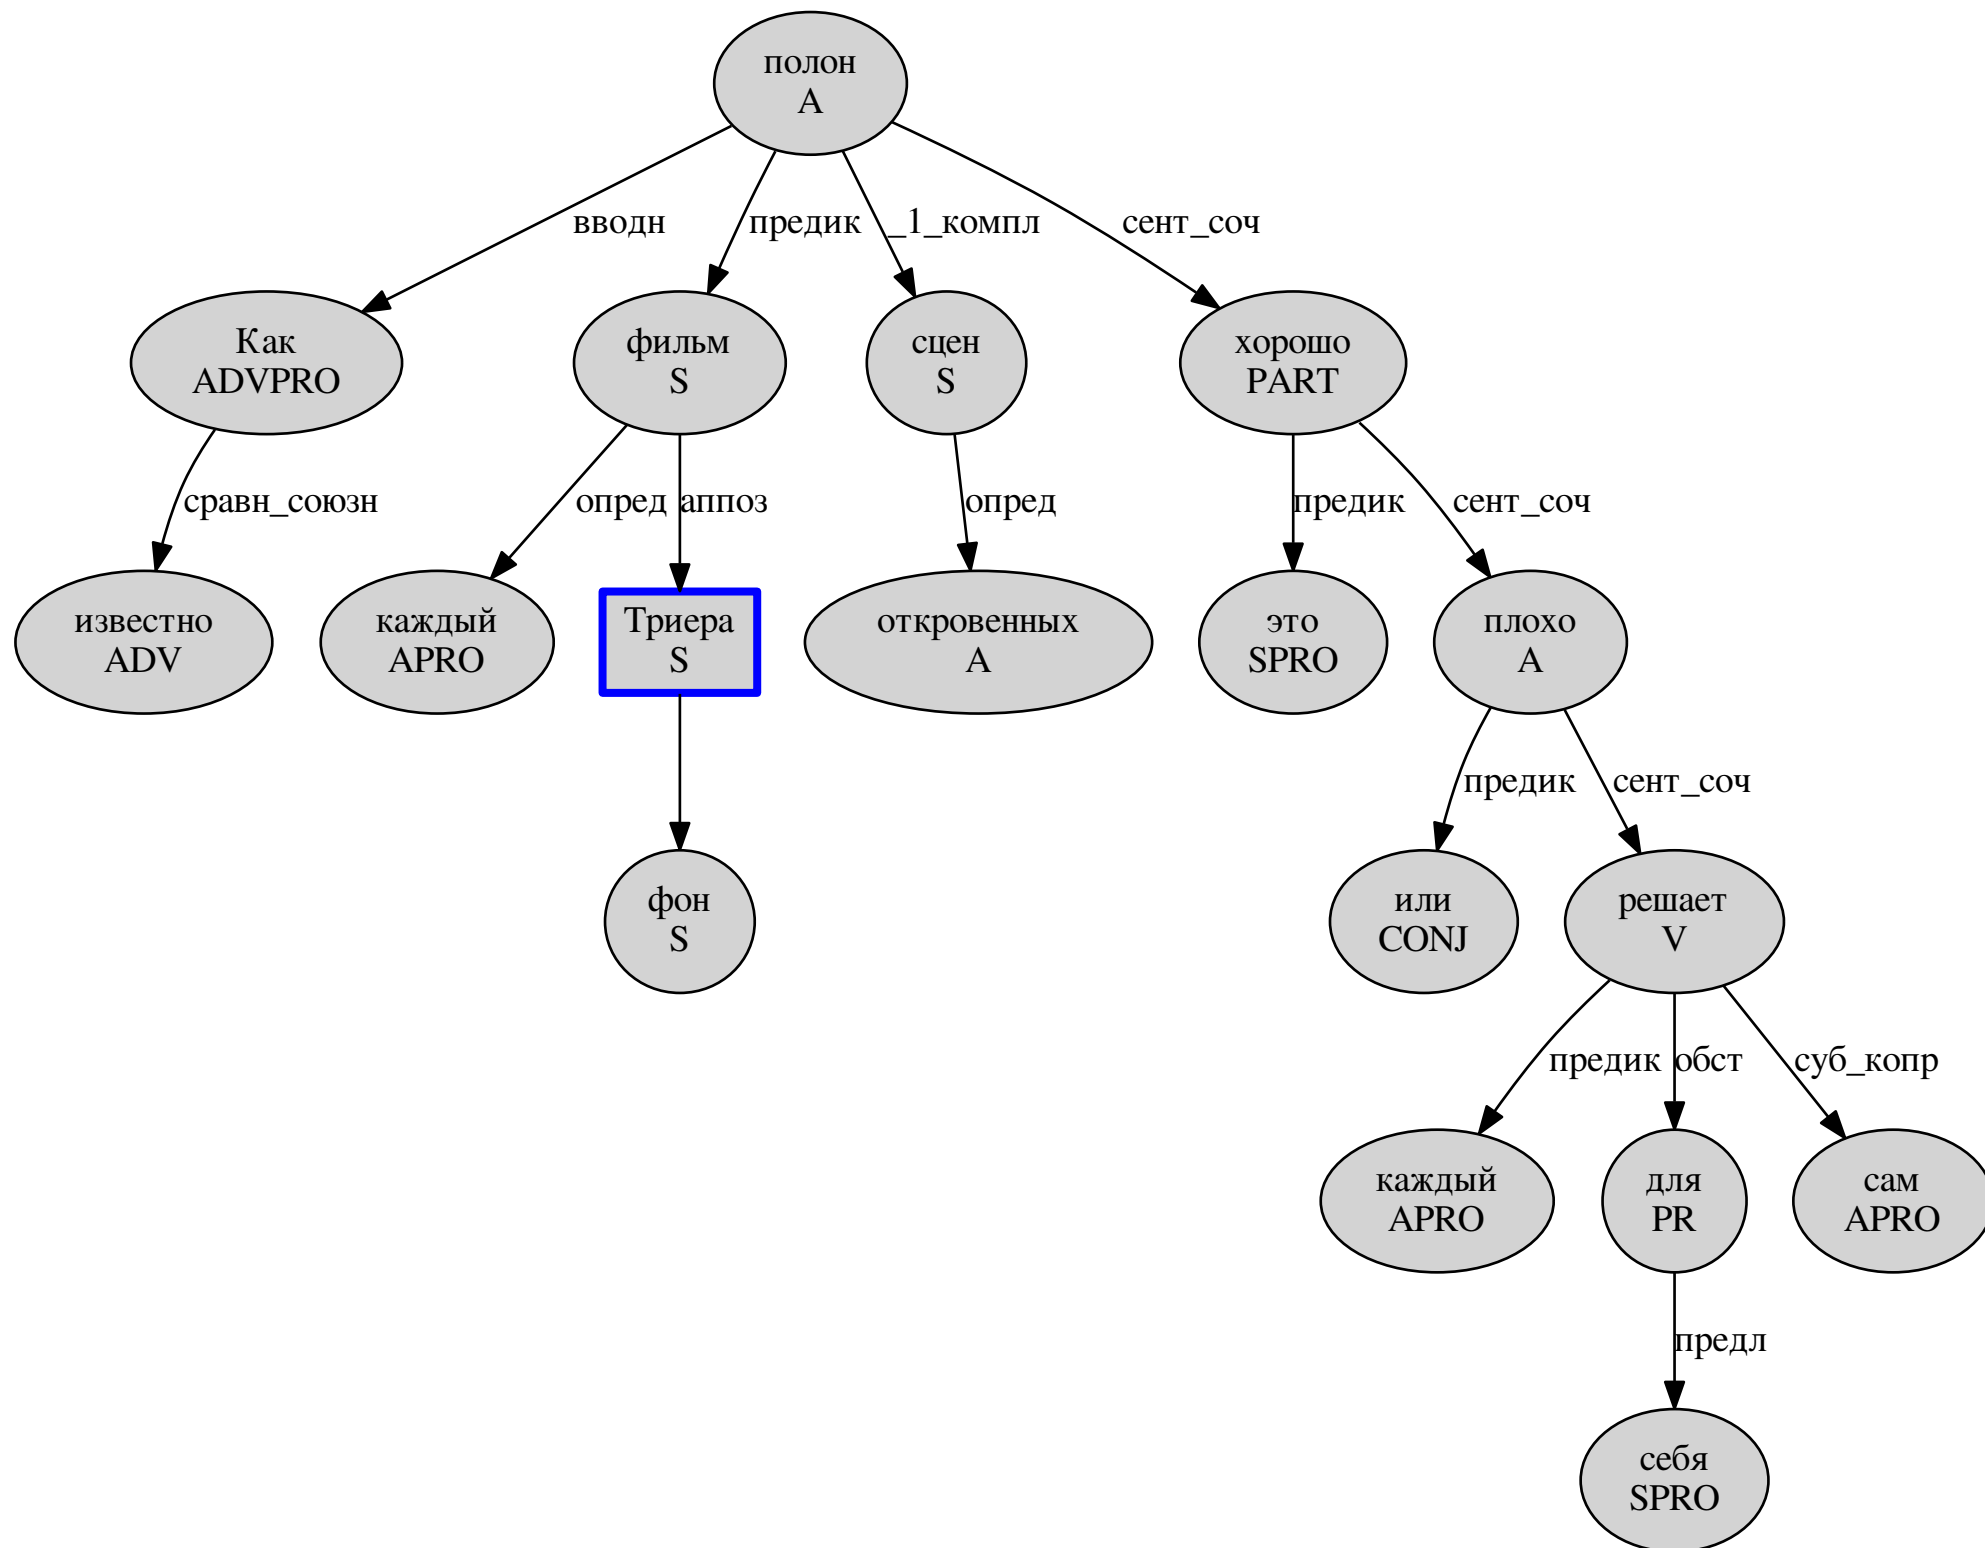 полон
A
вводн
предик
_1_компл
сент_соч
Как
ADVPRO
фильм
S
сцен
S
хорошо
PART
сравн_союзн
опред
аппоз
опред
предик
сент_соч
известно
ADV
каждый
APRO
Триера
S
откровенных
A
это
SPRO
плохо
A
предик
сент_соч
фон
S
или
CONJ
решает
V
предик
обст
суб_копр
каждый
APRO
для
PR
сам
APRO
предл
себя
SPRO